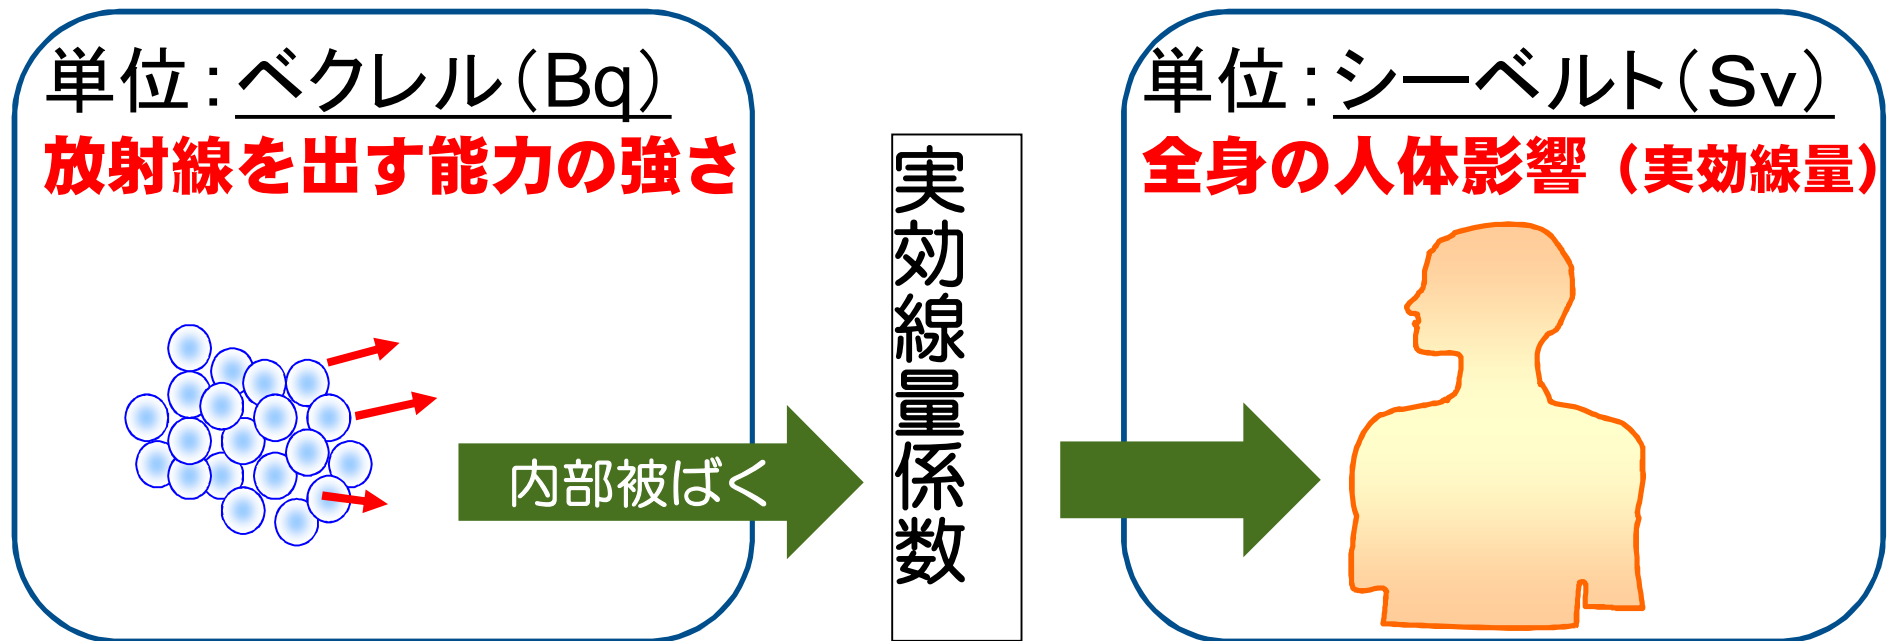 単位：ベクレル（Bq）
放射線を出す能力の強さ
内部被ばく
実効線量係数
単位：シーベルト（Sv）
全身の人体影響（実効線量）